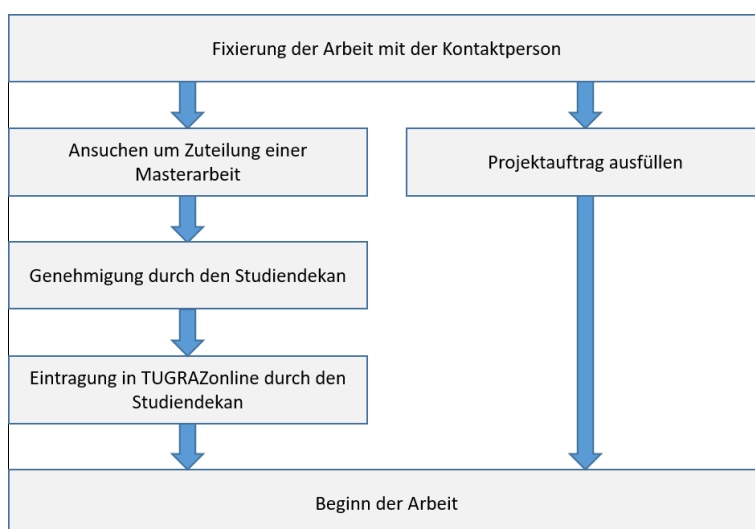 Fixierung der Arbeit mit der Kontaktperson
Ansuchen um Zuteilung einer
Masterarbeit
Projektauftrag ausfüllen
Genehmigung durch den Studiendekan
Eintragung in TUGRAZonline durch den
Studiendekan
Beginn der Arbeit